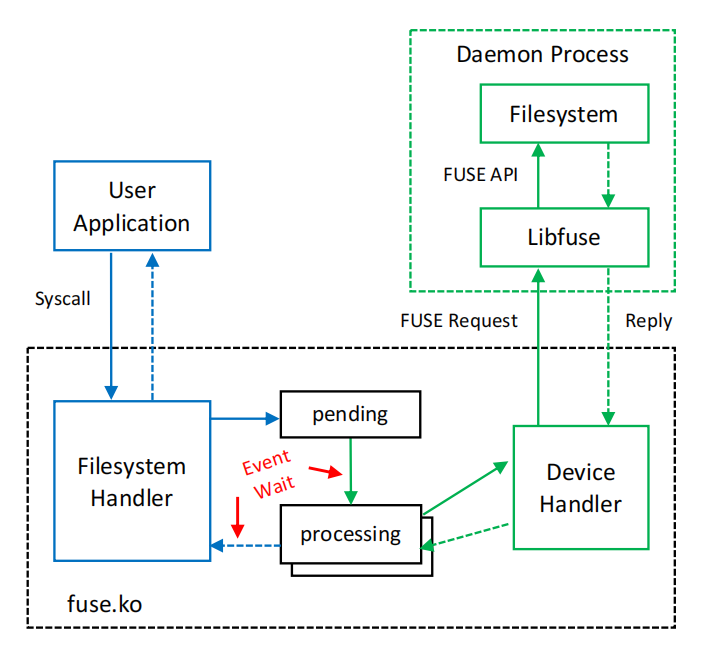 Daemon Process
Filesystem
FUSE API
User
Application
Libfuse
Syscall
FUSE Request
Reply
pending
Filesystem
Handler
Event
Wait
Device
Handler
processing
fuse.ko